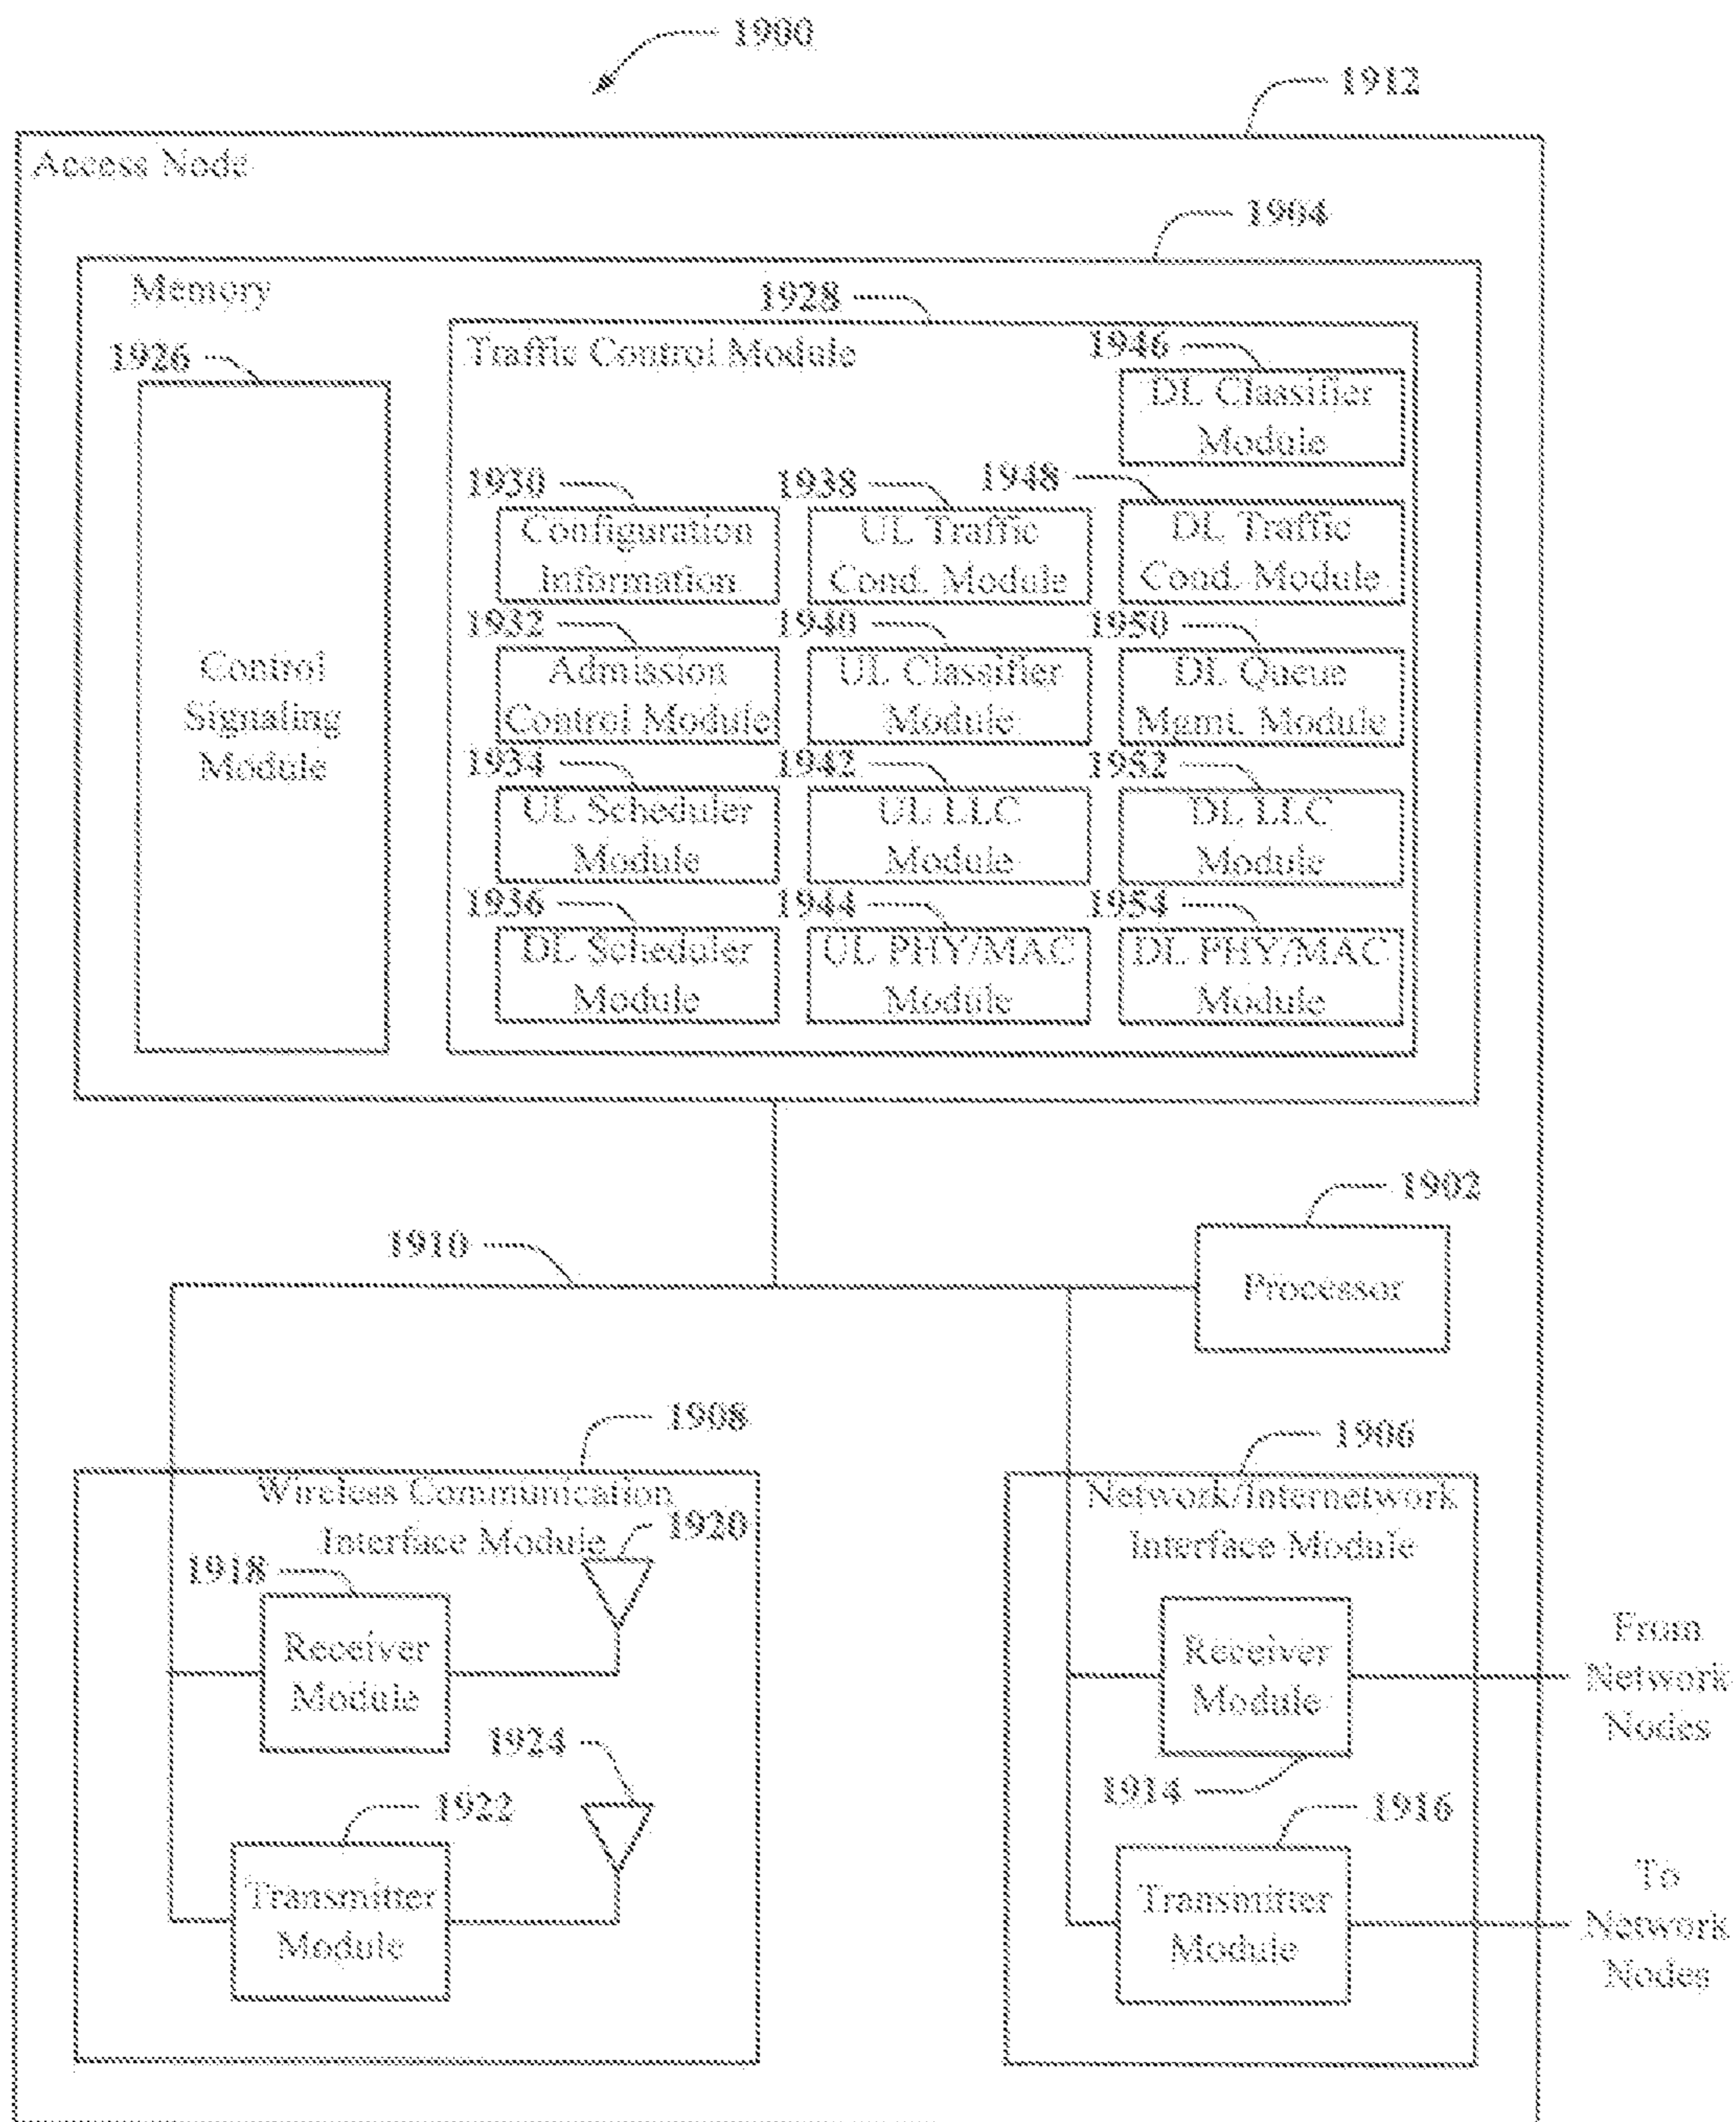 1900
1912
Access Node
1904
Memory
1928
1926
Traffic Control Module
1946
DL Classifier
Module
1930
1938
1948
Configuration
Information
UL Traffic
Cond. Module
DL Traffic
Cond. Module
1932
1940
1950
Admission
Control Module
UL Classifier
Module
DL Queue
Mgmt. Module
Control
Signaling
Module
1934
1942
1952
UL Scheduler
Module
UL LLC
Module
DL LLC
Module
1936
1944
1954
DL Scheduler
Module
UL PHY/MAC
Module
DL PHY/MAC
Module
1902
1910
Processor
1908
1906
Wireless Communication
Interface Module
1920
1918
Receiver
Module
1924
1922
Transmitter
Module
Network/Internetwork
Interface Module
Receiver
Module
1914
1916
Transmitter
Module
From
Network
Nodes
To
Network
Nodes